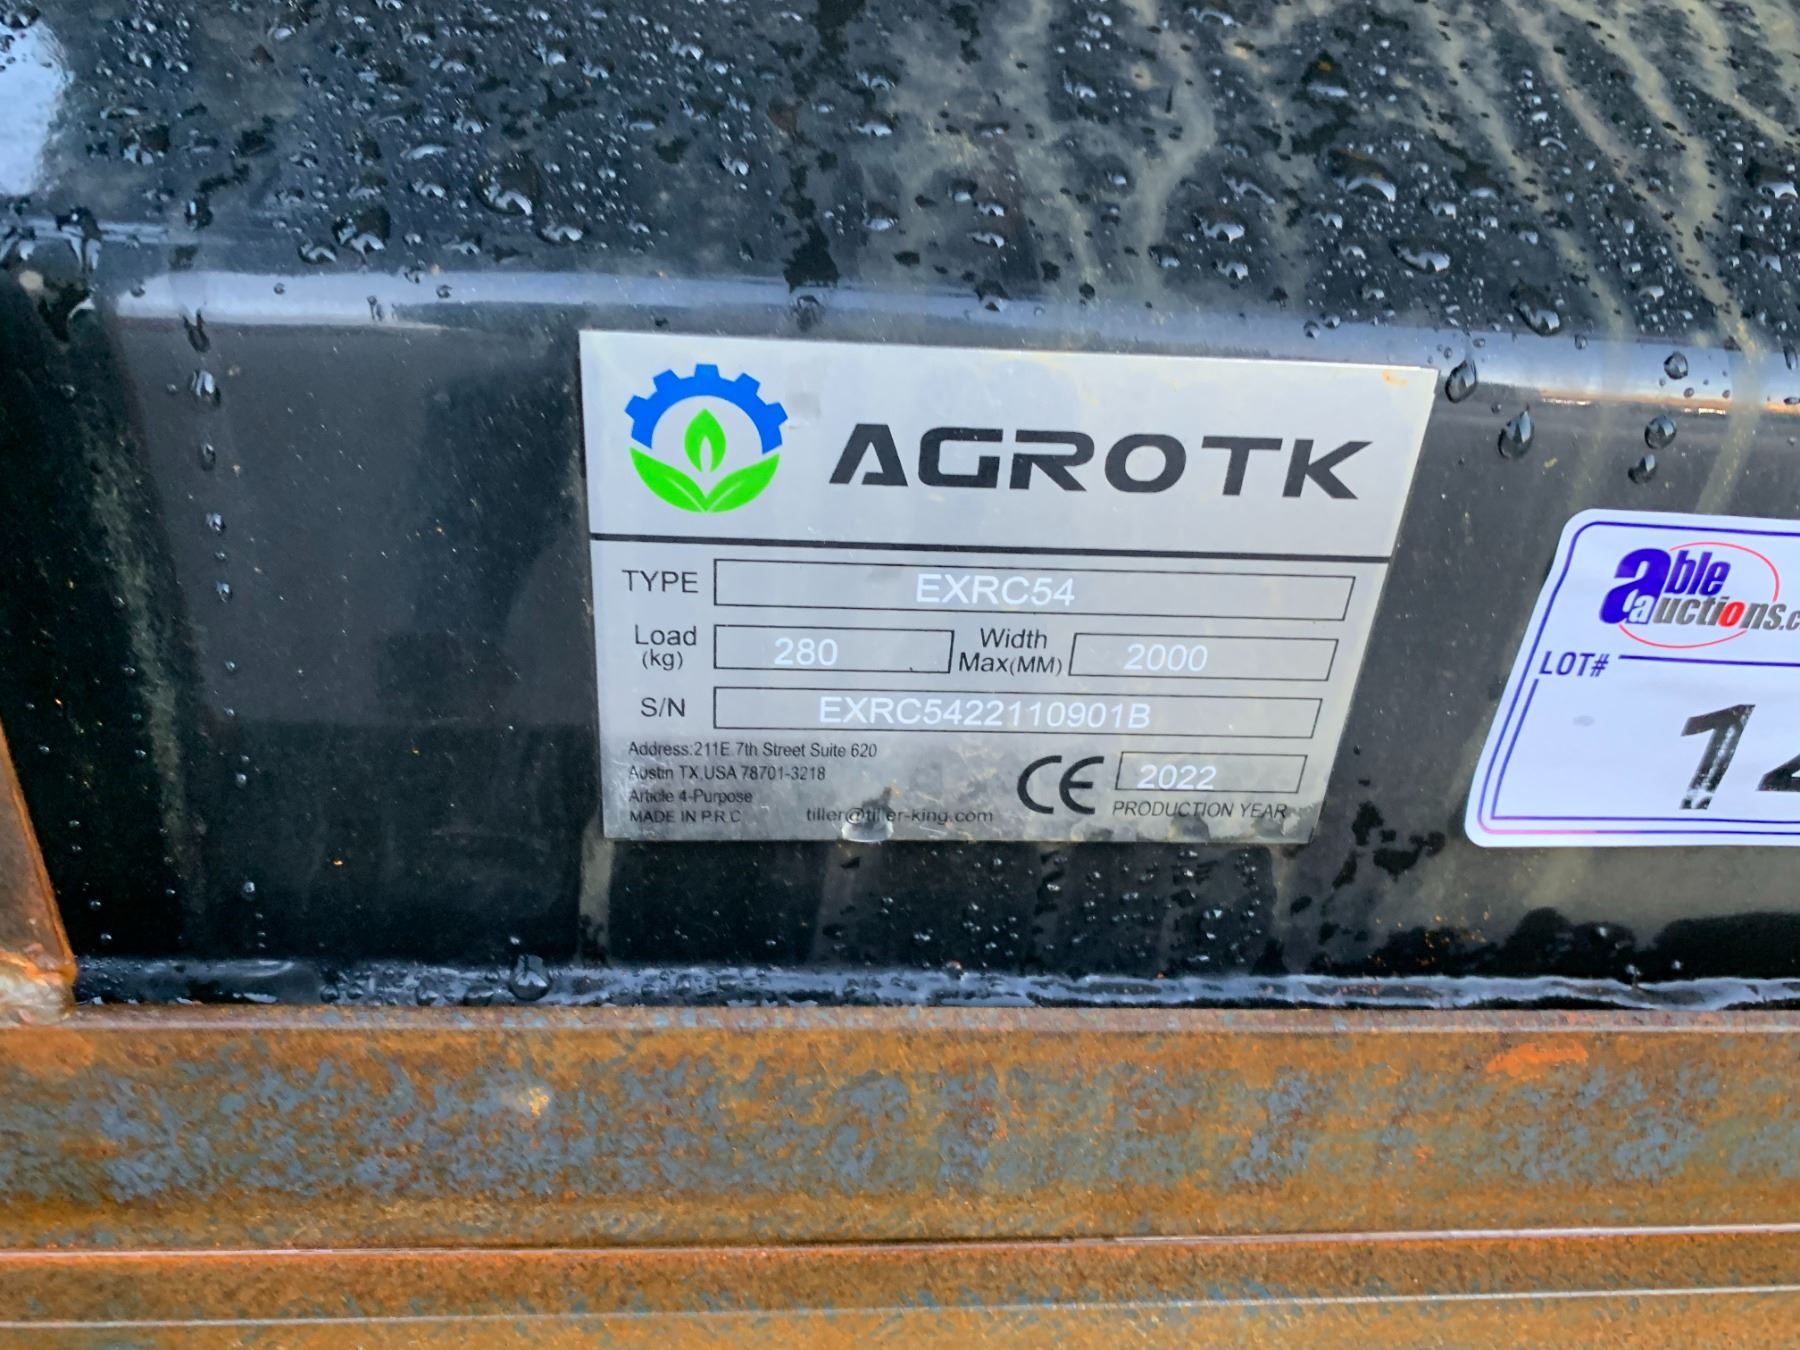 AGROTK
TYPE EXRC54
Load (kg) 280 Width Max(MM) 2000
S/N EXRC5422110901B
Address:211E.7th Street Suite 620
Austin TX,USA 78701-3218
Article 4-Purpose
MADE IN P.R.C tiller@tiller-king.com
CE 2022
PRODUCTION YEAR
able
auctions.c
LOT#
1